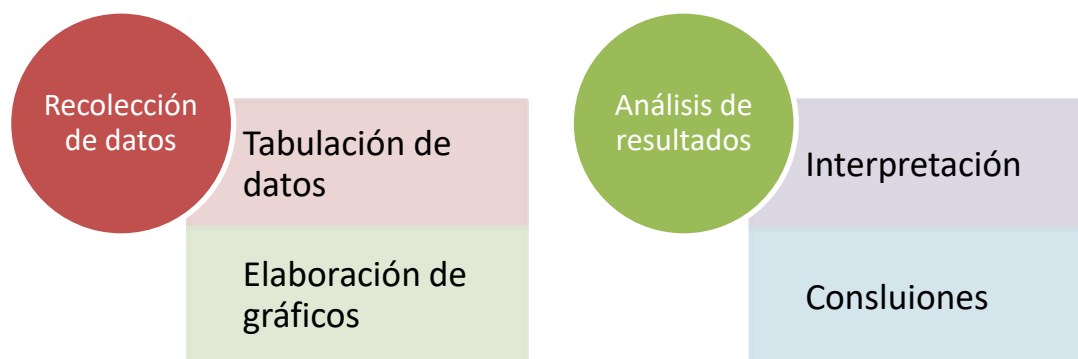 Recolección
de datos
Tabulación de
datos
Elaboración de
gráficos
Análisis de
resultados
Interpretación
Consluiones